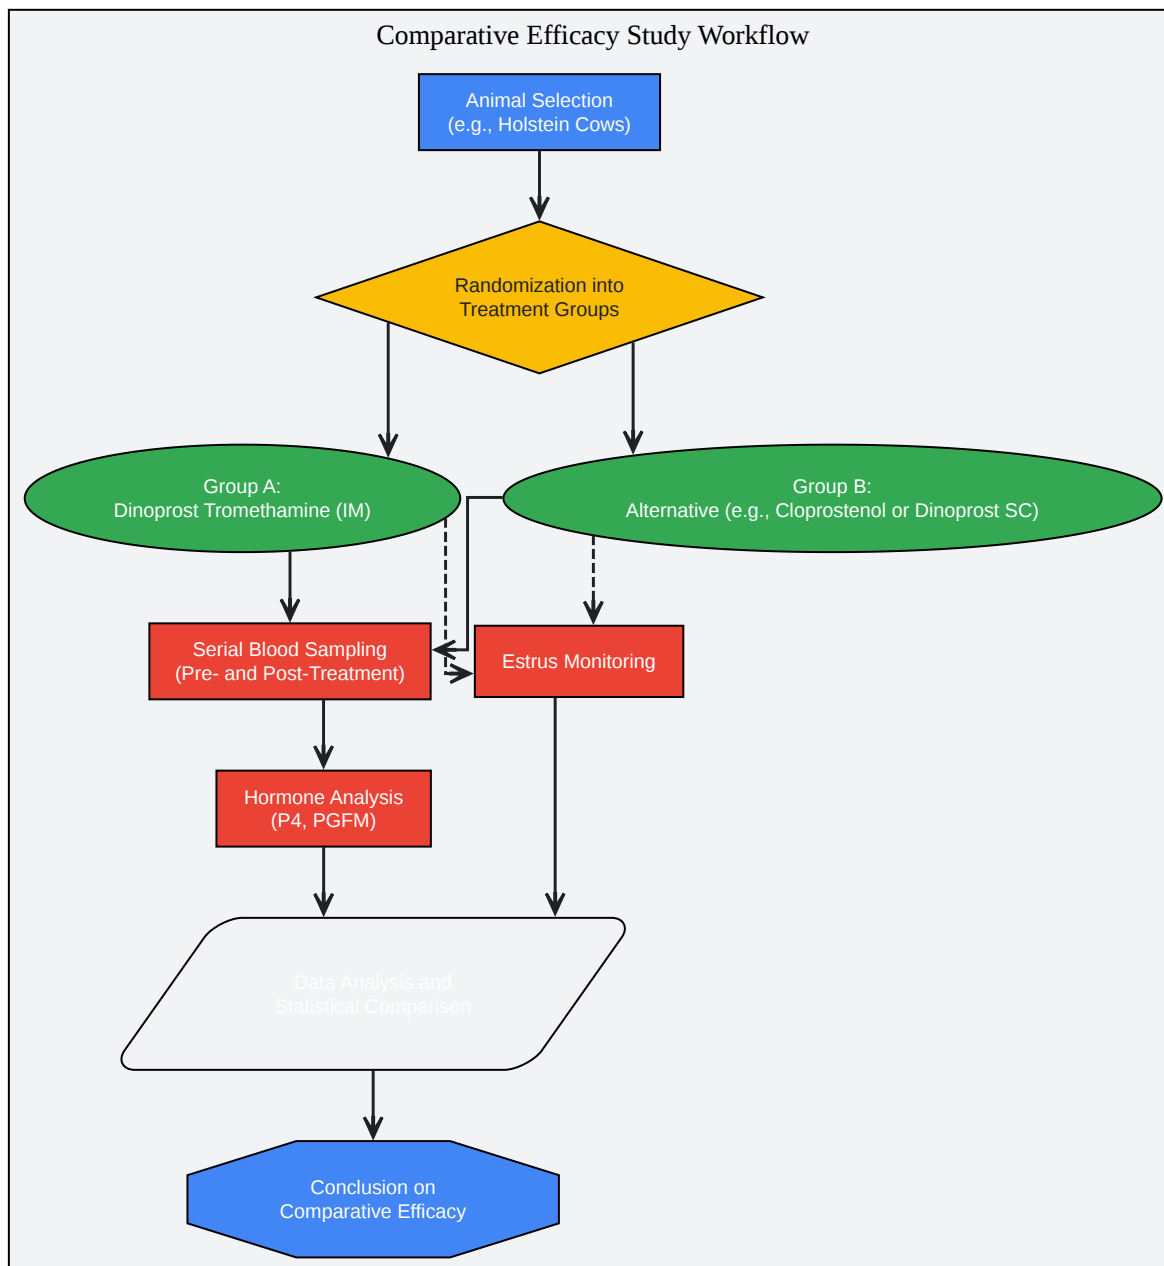 Comparative Efficacy Study Workflow
Animal Selection
(e.g., Holstein Cows)
Randomization into
Treatment Groups
Group A:
Dinoprost Tromethamine (IM)
Group B:
Alternative (e.g., Cloprostenol or Dinoprost SC)
Serial Blood Sampling
(Pre- and Post-Treatment)
Estrus Monitoring
Hormone Analysis
(P4, PGFM)
Data Analysis and
Statistical Comparison
Conclusion on
Comparative Efficacy